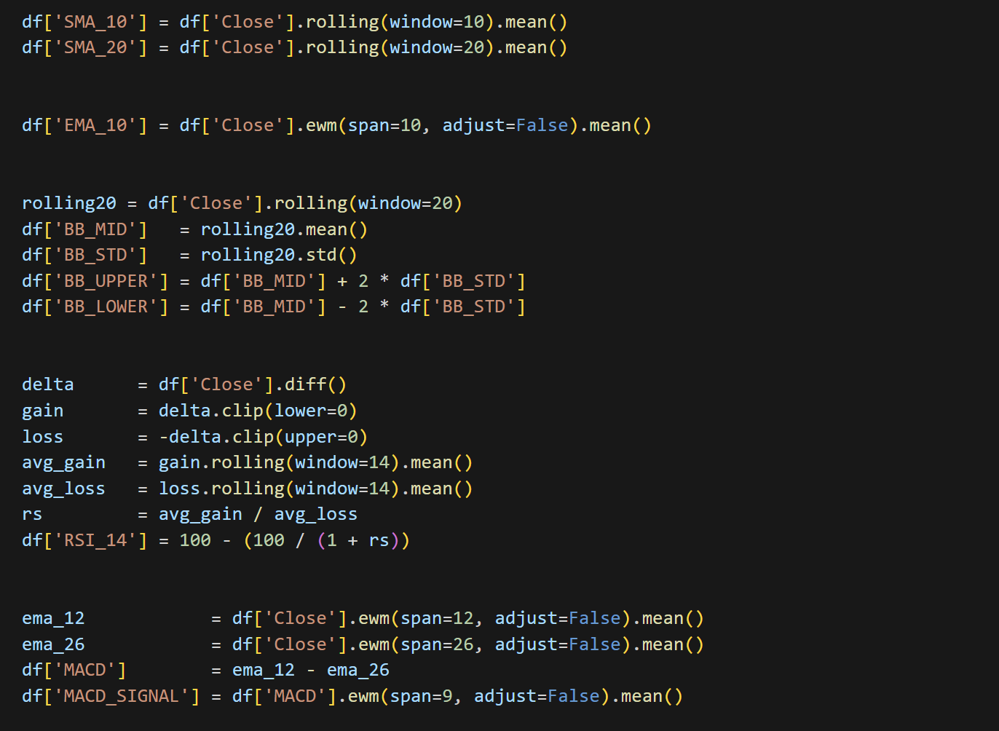 df['SMA_10'] = df['Close'].rolling(window=10).mean()
df['SMA_20'] = df['Close'].rolling(window=20).mean()
df['EMA_10'] = df['Close'].ewm(span=10, adjust=False).mean()
rolling20 = df['Close'].rolling(window=20)
df['BB_MID']   = rolling20.mean()
df['BB_STD']   = rolling20.std()
df['BB_UPPER'] = df['BB_MID'] + 2 * df['BB_STD']
df['BB_LOWER'] = df['BB_MID'] - 2 * df['BB_STD']
delta      = df['Close'].diff()
gain       = delta.clip(lower=0)
loss       = -delta.clip(upper=0)
avg_gain   = gain.rolling(window=14).mean()
avg_loss   = loss.rolling(window=14).mean()
rs         = avg_gain / avg_loss
df['RSI_14'] = 100 - (100 / (1 + rs))
ema_12            = df['Close'].ewm(span=12, adjust=False).mean()
ema_26            = df['Close'].ewm(span=26, adjust=False).mean()
df['MACD']        = ema_12 - ema_26
df['MACD_SIGNAL'] = df['MACD'].ewm(span=9, adjust=False).mean()